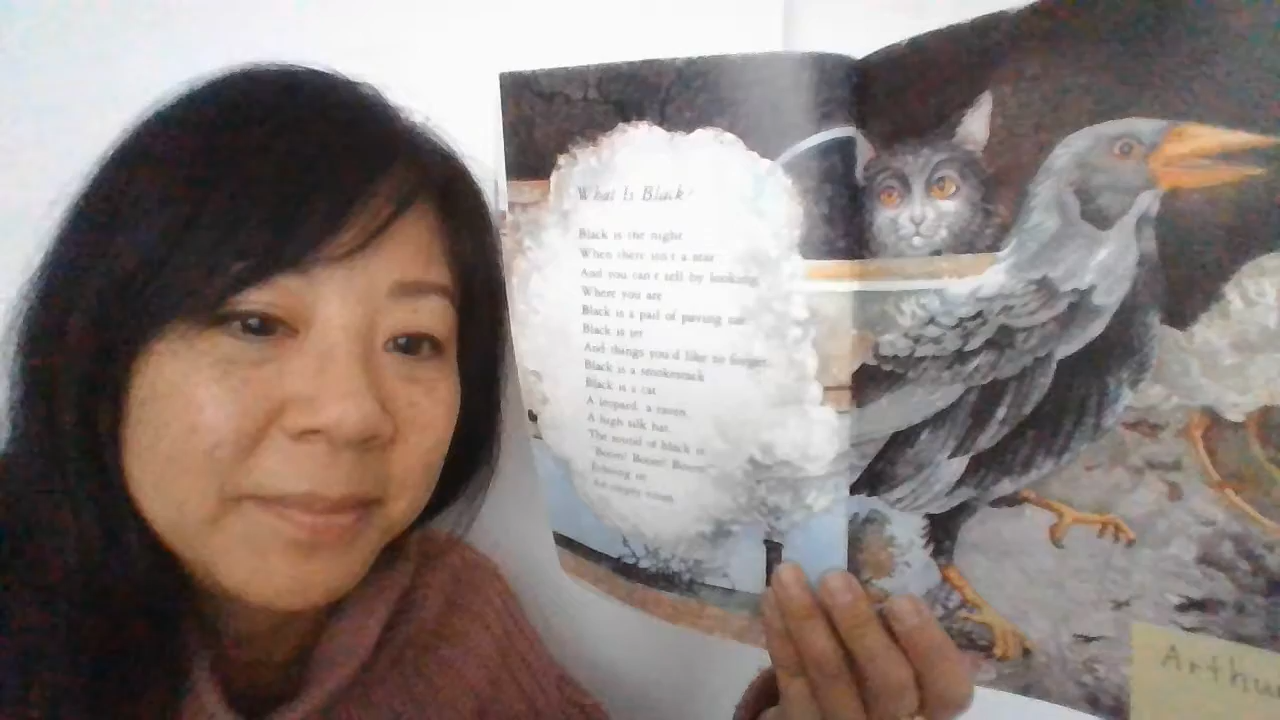 What Is Black?
Black is the night
When there isn't a star
And you can't tell by looking
Where you are
Black is a pail of paving tar
Black is jet
And things you'd like to forget
Black is a smokestack
Black is a cat
A leopard, a raven,
A high silk hat.
The sound of black is
"Boom! Boom! Boom!
Echoing in
An empty room.
Arthu